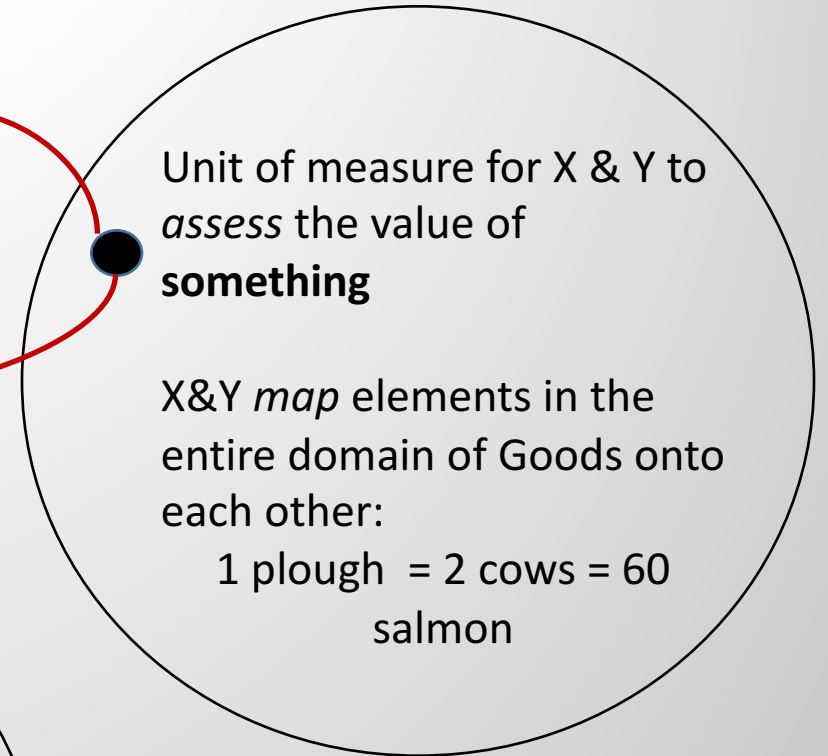 Unit of measure for X & Y to
assess the value of
something
X&Y map elements in the
entire domain of Goods onto
each other:
1 plough = 2 cows = 60
salmon